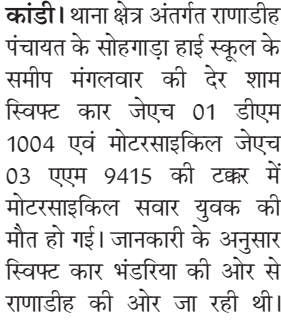 कांडी। थाना क्षेत्र अंतर्गत राणाडीह
पंचायत के सोहगाड़ा हाई स्कूल के
समीप मंगलवार की देर शाम
स्विफ्ट कार जेएच 01 डीएम
1004 एवं मोटरसाइकिल जेएच
03 एएम 9415 की टक्कर में
मोटरसाइकिल सवार युवक की
मौत हो गई। जानकारी के अनुसार
स्विफ्ट कार भंडरिया की ओर से
राणाडीह की ओर जा रही थी।